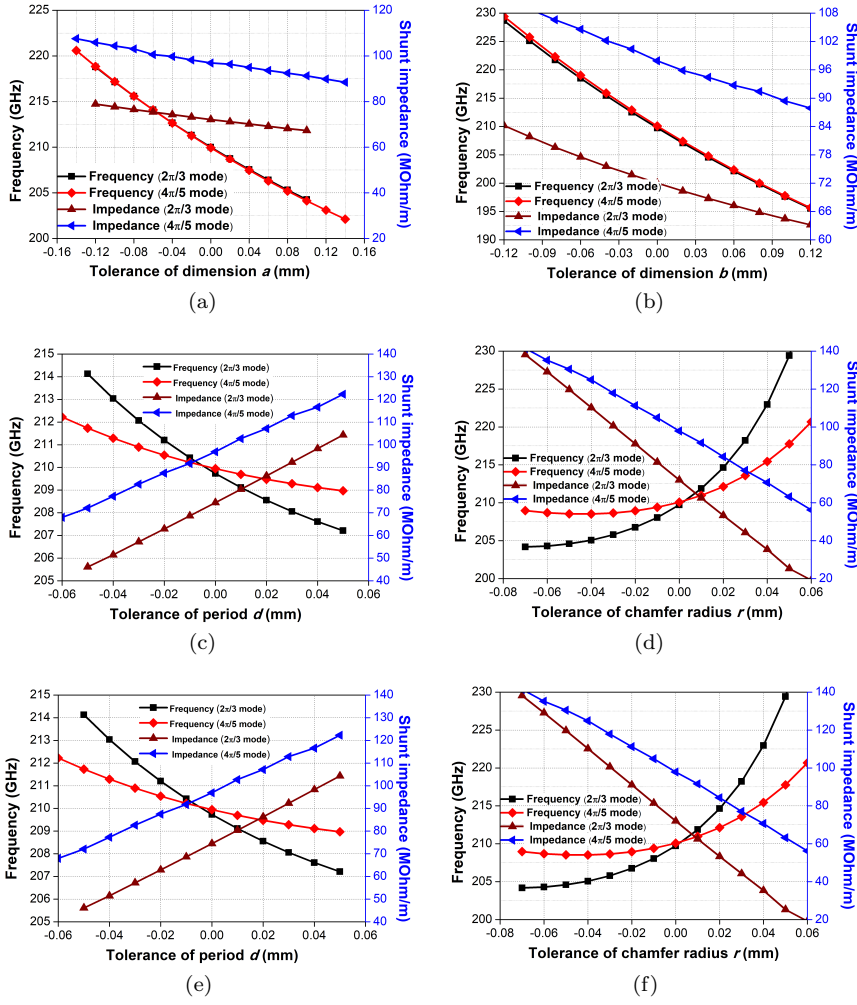 225
220
215
210
205
200
Frequency (GHz)
-0.16 -0.12 -0.08 -0.04 0.00 0.04 0.08 0.12 0.16
Tolerance of dimension a (mm)
120
100
80
60
40
20
Shunt impedance (MOhm/m)
Frequency (2π/3 mode)
Frequency (4π/5 mode)
Impedance (2π/3 mode)
Impedance (4π/5 mode)
(a)
230
225
220
215
210
205
200
195
190
Frequency (GHz)
-0.12 -0.08 -0.04 0.00 0.04 0.08 0.12
Tolerance of dimension b (mm)
108
102
96
90
84
78
72
66
60
Shunt impedance (MOhm/m)
Frequency (2π/3 mode)
Frequency (4π/5 mode)
Impedance (2π/3 mode)
Impedance (4π/5 mode)
(b)
215
214
213
212
211
210
209
208
207
206
205
Frequency (GHz)
-0.06 -0.04 -0.02 0.00 0.02 0.04 0.06
Tolerance of period d (mm)
140
130
120
110
100
90
80
70
60
50
40
Shunt impedance (MOhm/m)
Frequency (2π/3 mode)
Frequency (4π/5 mode)
Impedance (2π/3 mode)
Impedance (4π/5 mode)
(c)
230
225
220
215
210
205
200
Frequency (GHz)
-0.08 -0.06 -0.04 -0.02 0.00 0.02 0.04 0.06
Tolerance of chamfer radius r (mm)
140
120
100
80
60
40
20
Shunt impedance (MOhm/m)
Frequency (2π/3 mode)
Frequency (4π/5 mode)
Impedance (2π/3 mode)
Impedance (4π/5 mode)
(d)
215
214
213
212
211
210
209
208
207
206
205
Frequency (GHz)
-0.06 -0.04 -0.02 0.00 0.02 0.04 0.06
Tolerance of period d (mm)
140
130
120
110
100
90
80
70
60
50
40
Shunt impedance (MOhm/m)
Frequency (2π/3 mode)
Frequency (4π/5 mode)
Impedance (2π/3 mode)
Impedance (4π/5 mode)
(e)
230
225
220
215
210
205
200
Frequency (GHz)
-0.08 -0.06 -0.04 -0.02 0.00 0.02 0.04 0.06
Tolerance of chamfer radius r (mm)
140
120
100
80
60
40
20
Shunt impedance (MOhm/m)
Frequency (2π/3 mode)
Frequency (4π/5 mode)
Impedance (2π/3 mode)
Impedance (4π/5 mode)
(f)